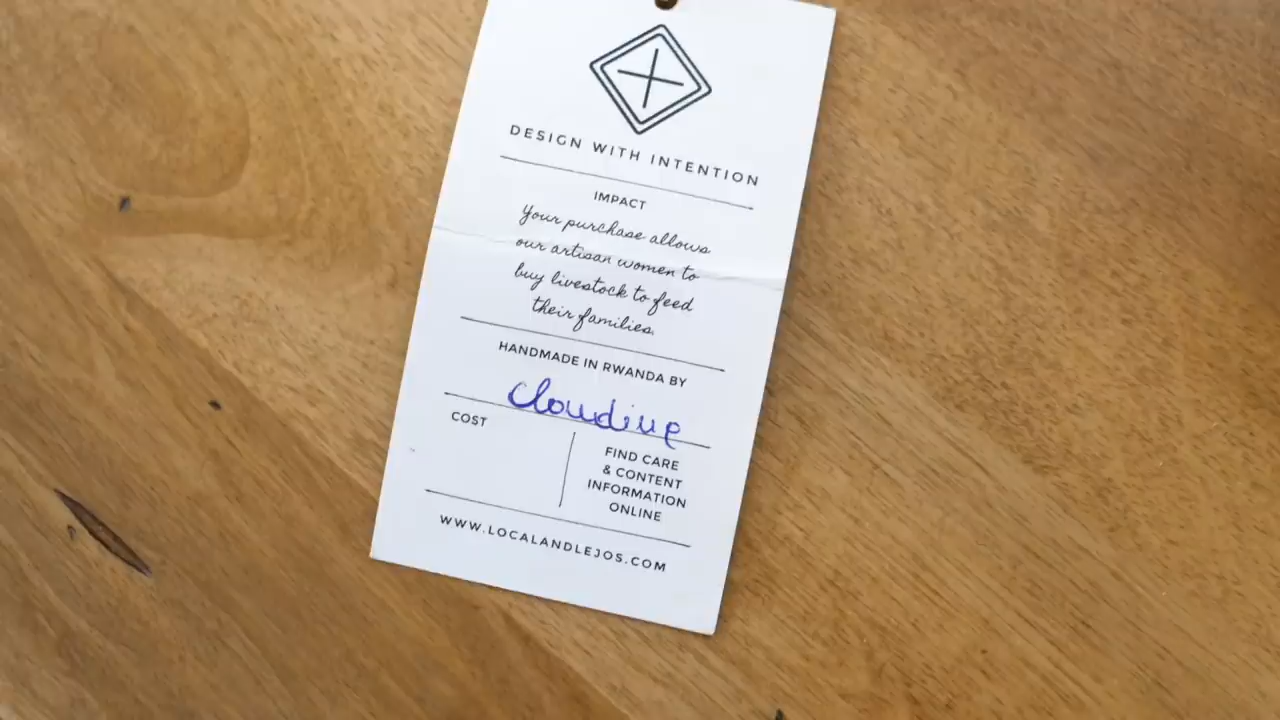 DESIGN WITH INTENTION
IMPACT
Your purchase allows
our artisan women to
buy livestock to feed
their families.
HANDMADE IN RWANDA BY
Cloudine
COST
FIND CARE
& CONTENT
INFORMATION
ONLINE
WWW.LOCALANDLEJOS.COM